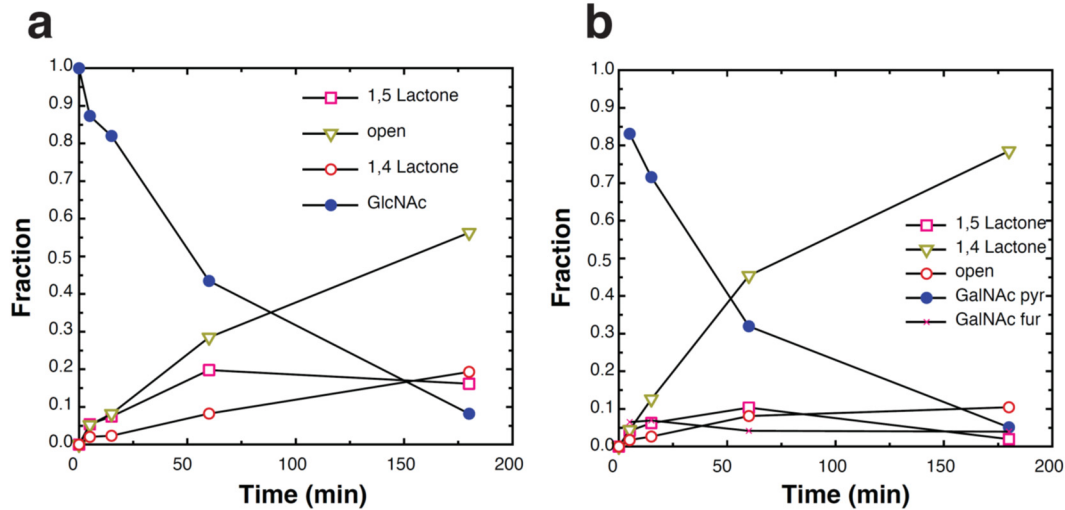 a
1.0
0.9
0.8
0.7
0.6
0.5
0.4
0.3
0.2
0.1
0.0
Fraction
1,5 Lactone
open
1,4 Lactone
GlcNAc
0
50
100
150
200
Time (min)
b
1.0
0.9
0.8
0.7
0.6
0.5
0.4
0.3
0.2
0.1
0.0
Fraction
1,5 Lactone
1,4 Lactone
open
GalNAc pyr
GalNAc fur
0
50
100
150
200
Time (min)